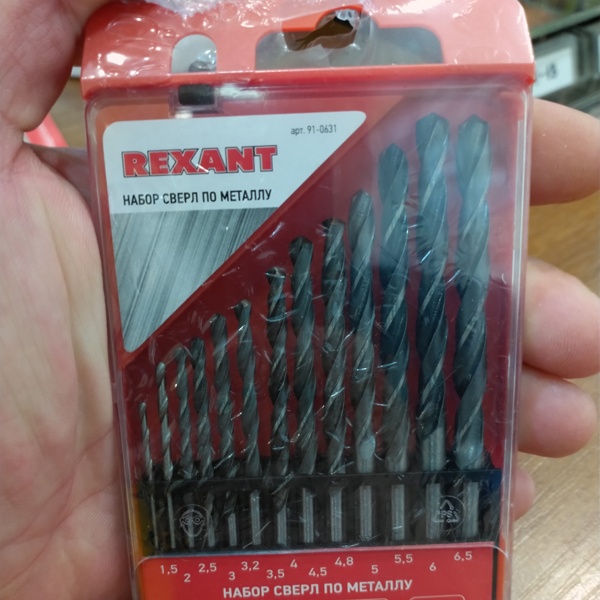 арт. 91-0631
REXANT
НАБОР СВЕРЛ ПО МЕТАЛЛУ
1,5 2 2,5 3 3,2 3,5 4 4,5 4,8 5 5,5 6 6,5
НАБОР СВЕРЛ ПО МЕТАЛЛУ